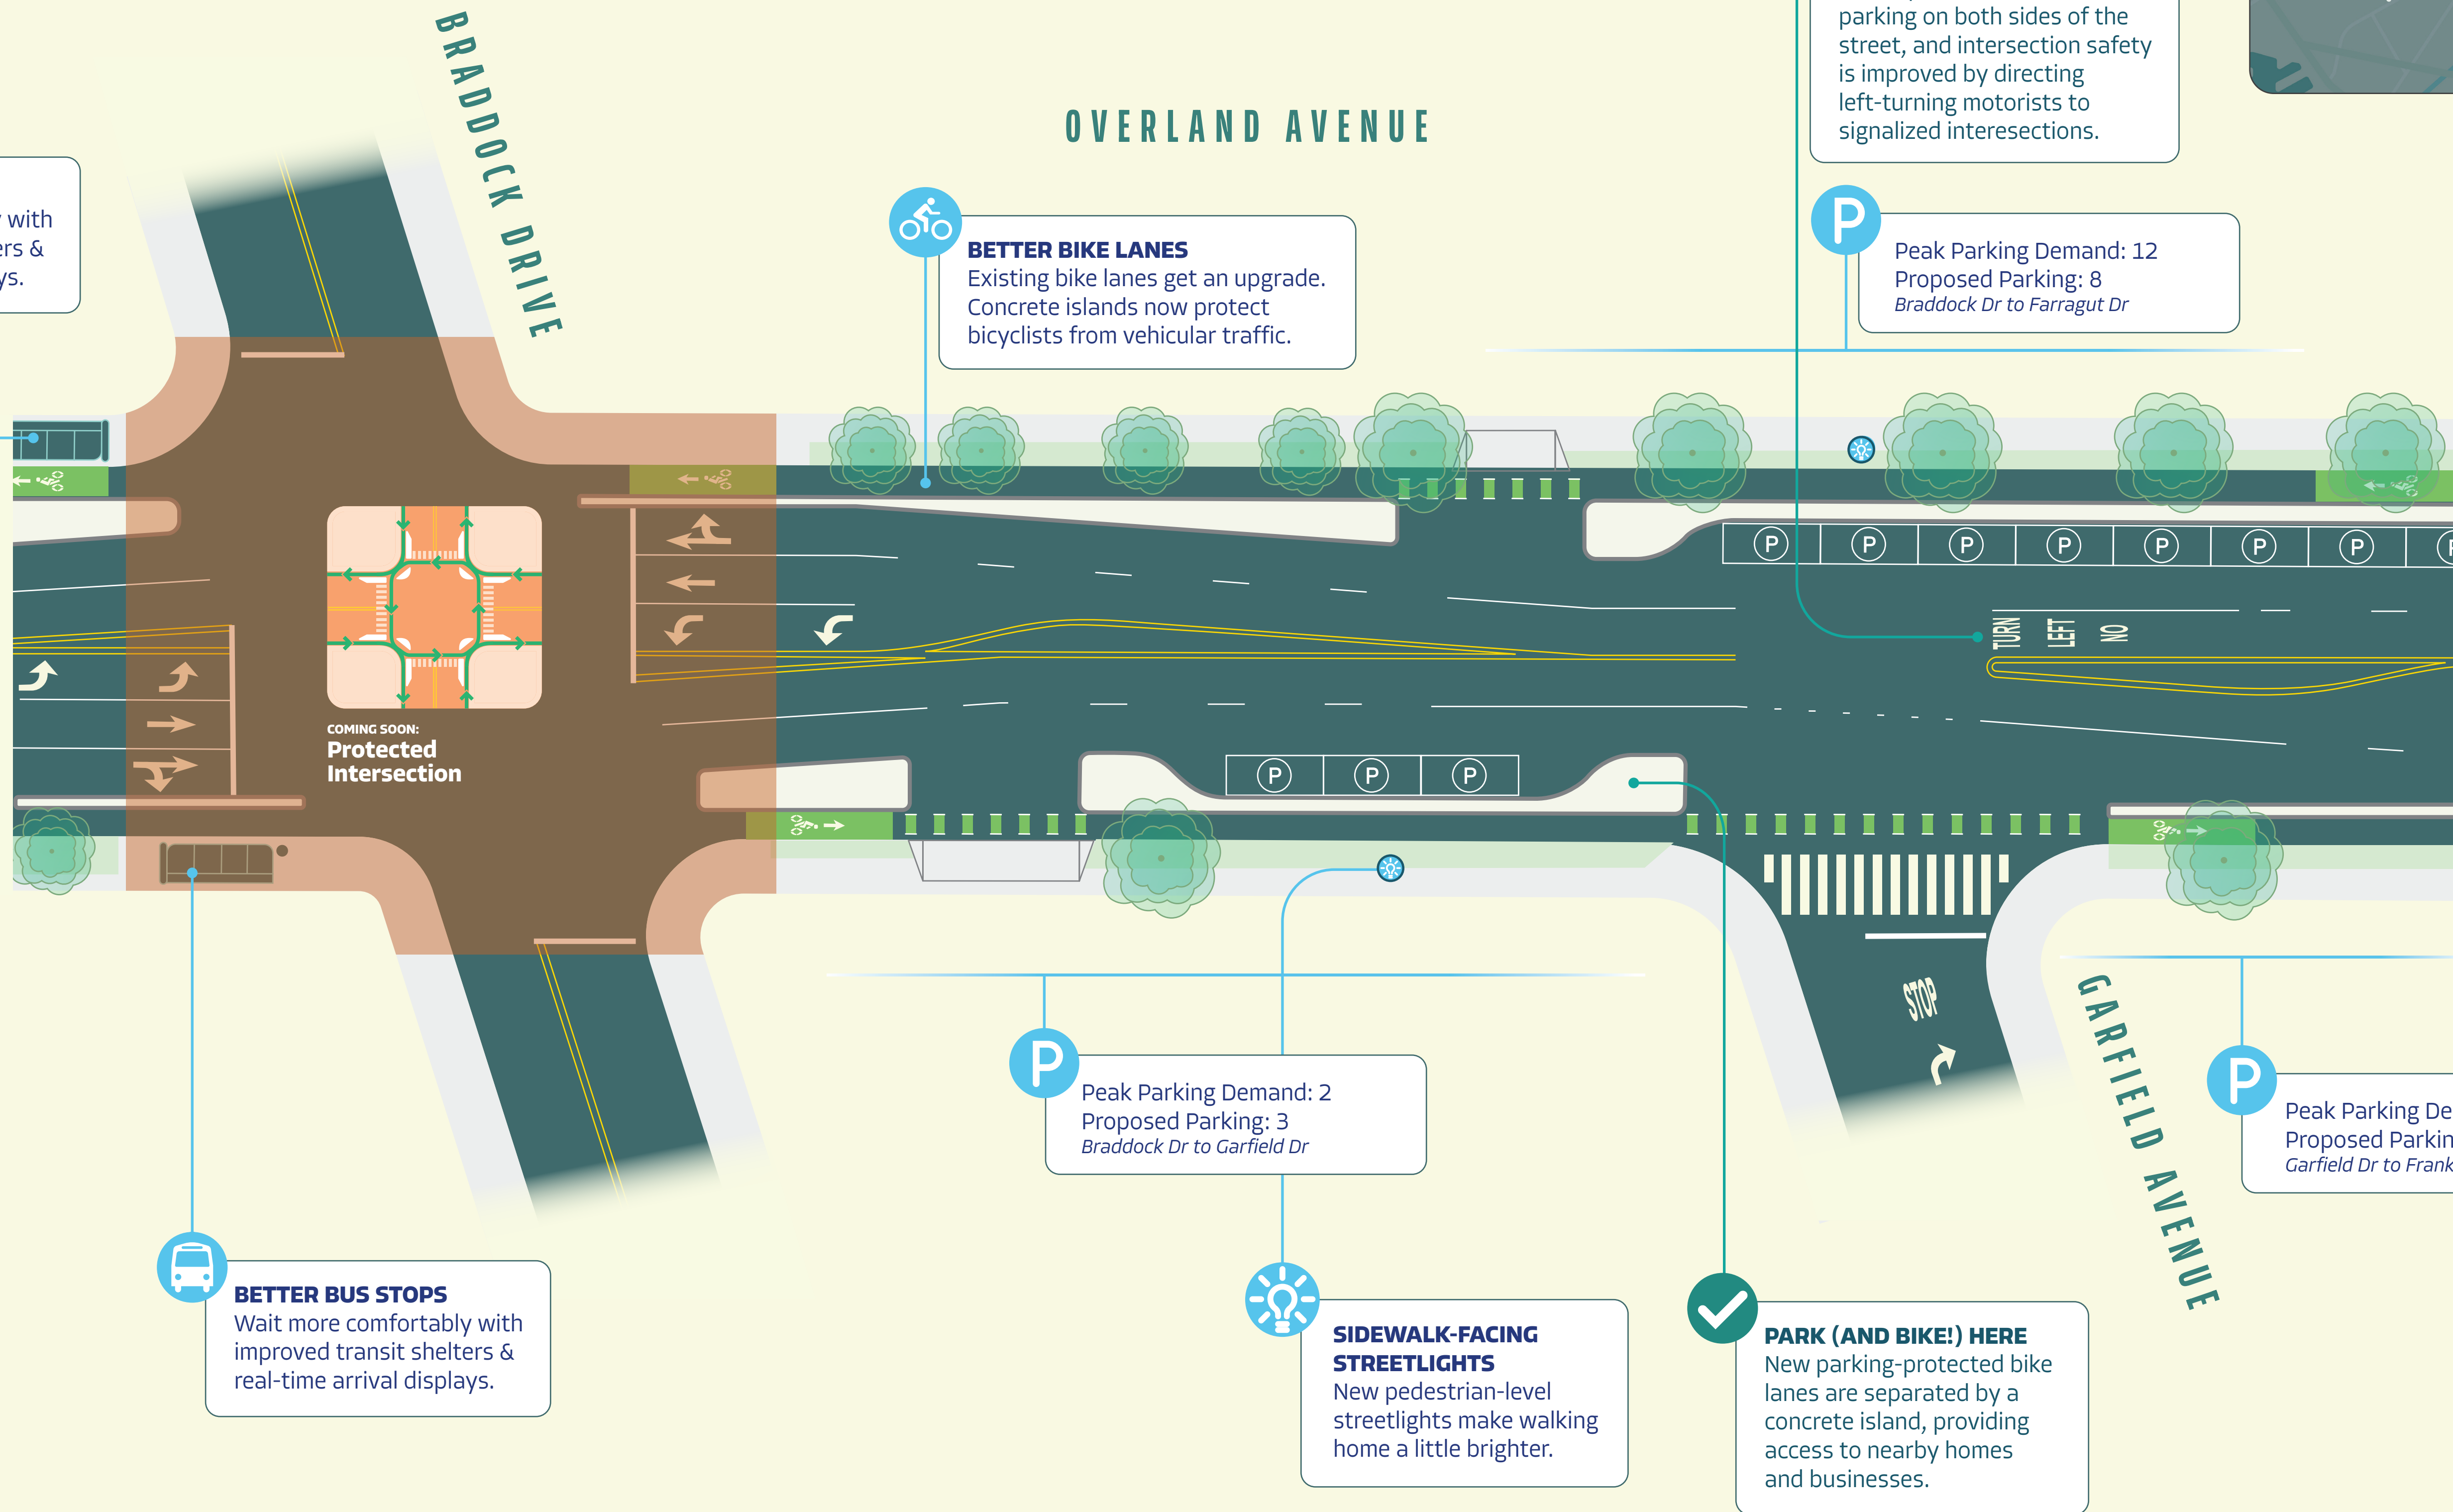 BRADDOCK DRIVE
OVERLAND AVENUE
parking on both sides of the
street, and intersection safety
is improved by directing
left-turning motorists to
signalized interesections.
with
&
BETTER BIKE LANES
Existing bike lanes get an upgrade.
Concrete islands now protect
bicyclists from vehicular traffic.
P
Peak Parking Demand: 12
Proposed Parking: 8
Braddock Dr to Farragut Dr
P P P P P P P
TURN LEFT NO
COMING SOON:
Protected
Intersection
P P P
STOP
GARFIELD AVENUE
P
Peak Parking Demand: 2
Proposed Parking: 3
Braddock Dr to Garfield Dr
P
Peak Parking De
Proposed Parkin
Garfield Dr to Frank
BETTER BUS STOPS
Wait more comfortably with
improved transit shelters &
real-time arrival displays.
SIDEWALK-FACING
STREETLIGHTS
New pedestrian-level
streetlights make walking
home a little brighter.
PARK (AND BIKE!) HERE
New parking-protected bike
lanes are separated by a
concrete island, providing
access to nearby homes
and businesses.